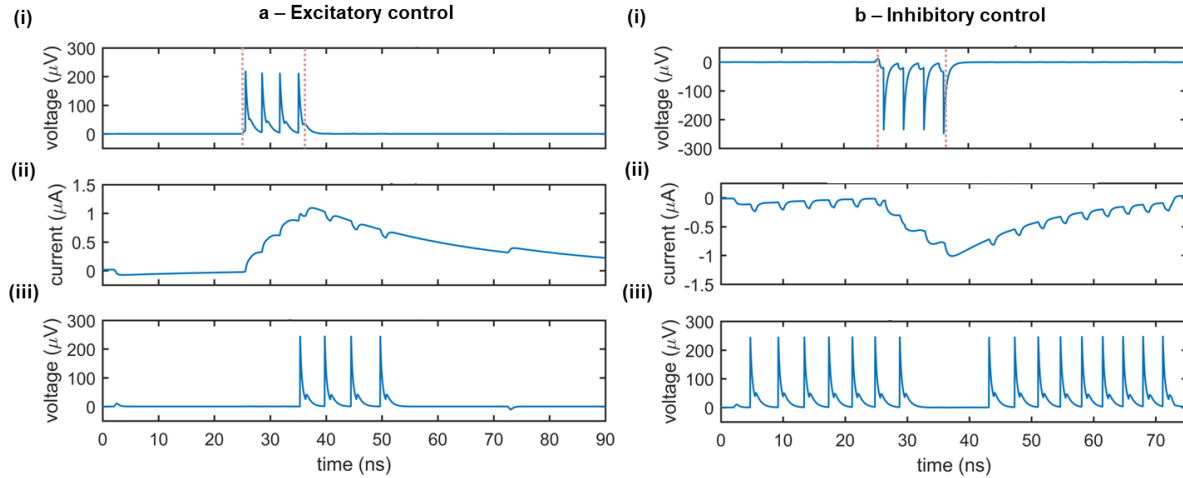 (i)
a – Excitatory control
voltage (μV)
300
200
100
0
(ii)
current (μA)
1.5
1
0.5
0
(iii)
voltage (μV)
300
200
100
0
0 10 20 30 40 50 60 70 80 90
time (ns)
(i)
b – Inhibitory control
voltage (μV)
0
-100
-200
-300
(ii)
current (μA)
0
-0.5
-1
-1.5
(iii)
voltage (μV)
300
200
100
0
0 10 20 30 40 50 60 70
time (ns)